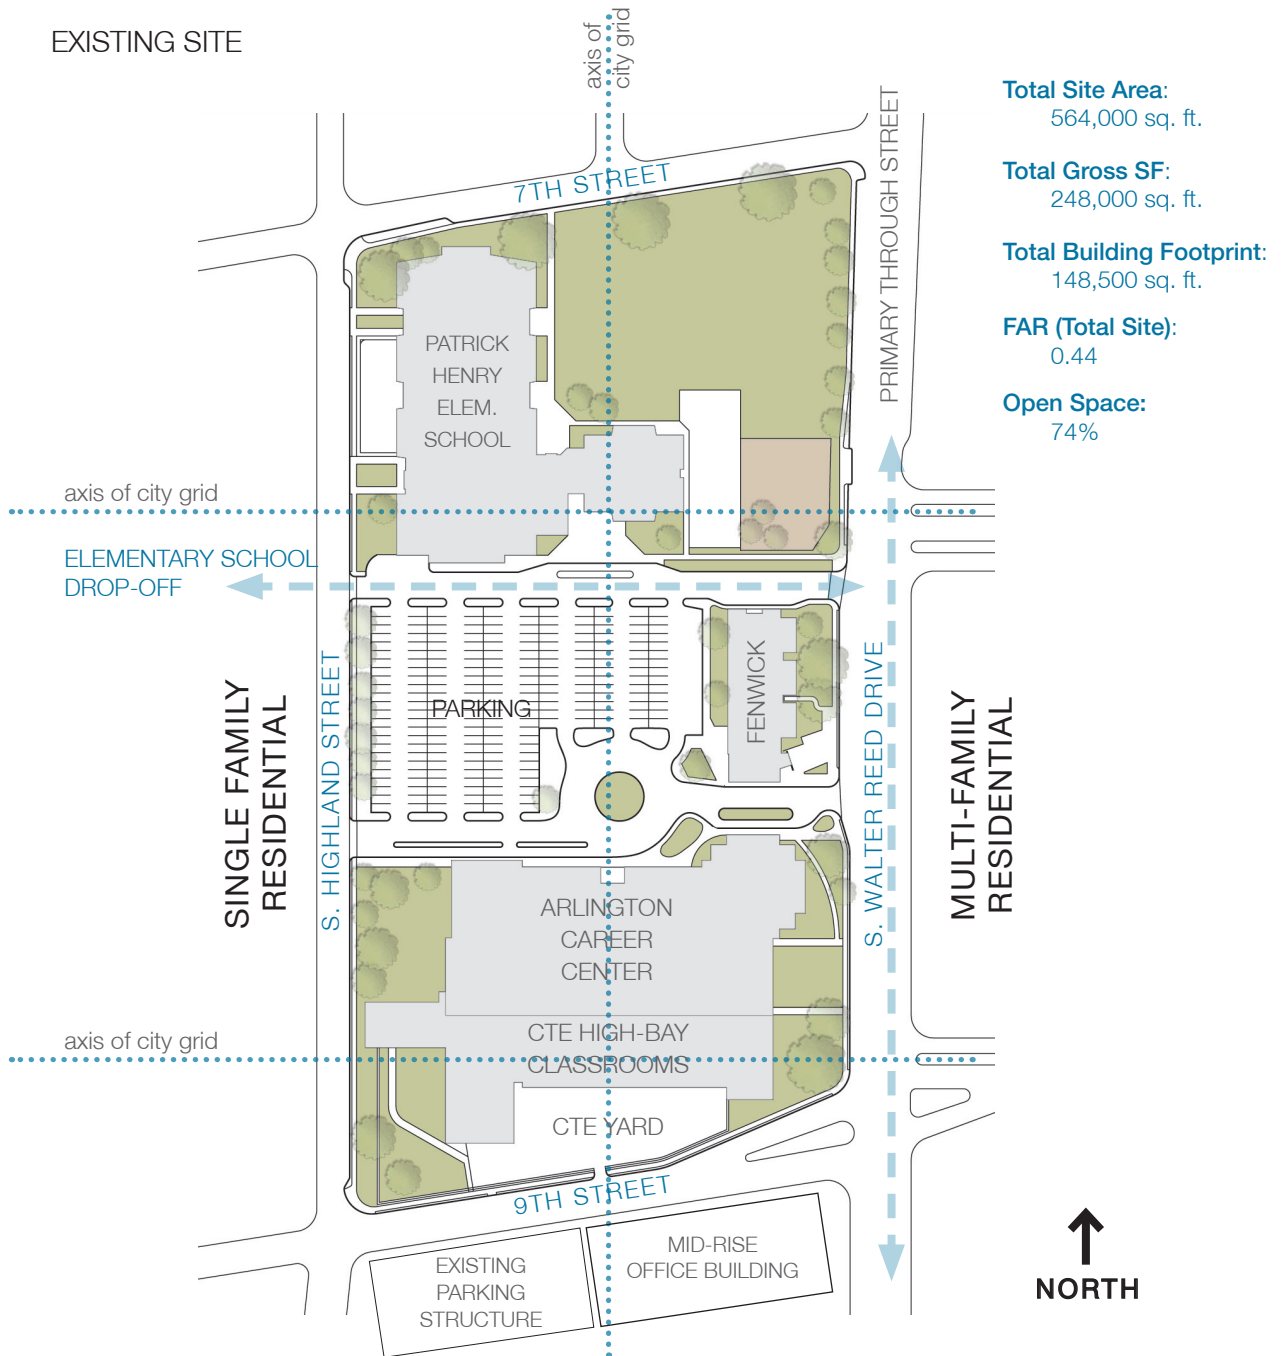 EXISTING SITE
axis of
city grid
Total Site Area:
564,000 sq. ft.
Total Gross SF:
248,000 sq. ft.
Total Building Footprint:
148,500 sq. ft.
FAR (Total Site):
0.44
Open Space:
74%
PRIMARY THROUGH STREET
7TH STREET
PATRICK
HENRY
ELEM.
SCHOOL
axis of city grid
ELEMENTARY SCHOOL
DROP-OFF
SINGLE FAMILY
RESIDENTIAL
S. HIGHLAND STREET
PARKING
FENWICK
S. WALTER REED DRIVE
MULTI-FAMILY
RESIDENTIAL
ARLINGTON
CAREER
CENTER
axis of city grid
CTE HIGH-BAY
CLASSROOMS
CTE YARD
9TH STREET
EXISTING
PARKING
STRUCTURE
MID-RISE
OFFICE BUILDING
NORTH